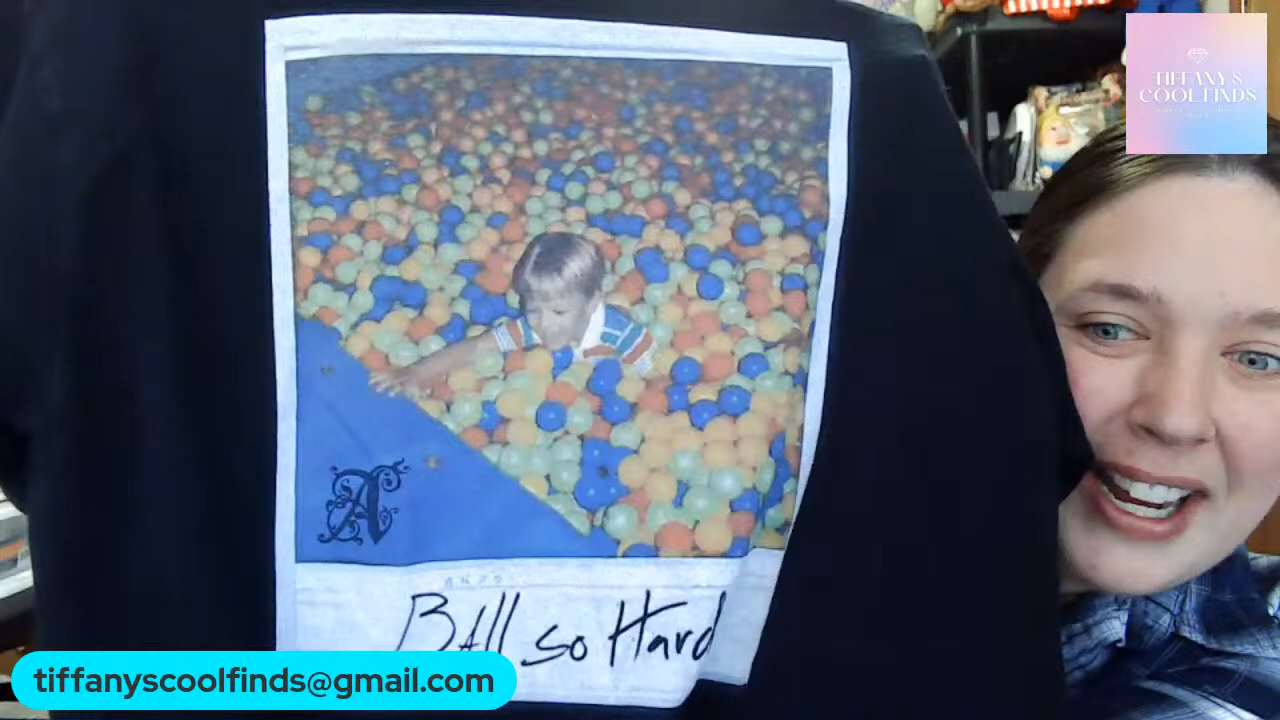 TIFFANY'S
COOL FINDS
A
Ball so Hard
tiffanyscoolfinds@gmail.com